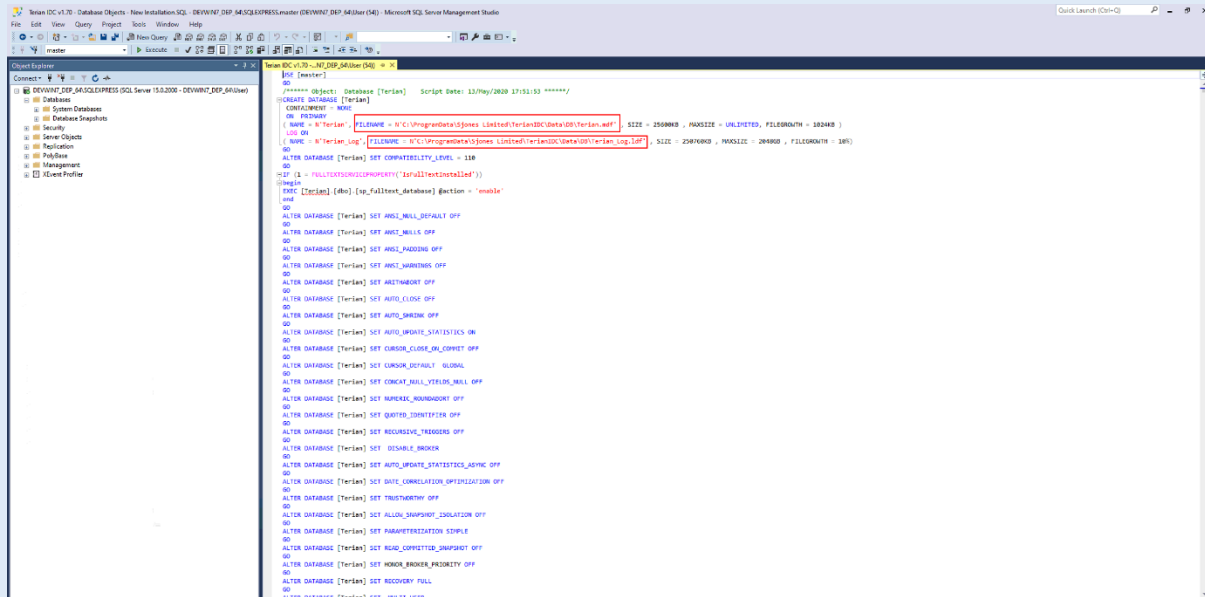 Terian IDC v1.70 - Database Objects - New Installation.SQL - DEVWIN7_DEP_64\SQLEXPRESS.master (DEVWIN7_DEP_64\User (54)) - Microsoft SQL Server Management Studio
Quick Launch (Ctrl+Q)
File Edit View Query Project Tools Window Help
New Query
master
Execute
Object Explorer
Terian IDC v1.70 -...N7_DEP_64\User (54))
Connect
DEVWIN7_DEP_64\SQLEXPRESS (SQL Server 15.0.2000 - DEVWIN7_DEP_64\User)
Databases
System Databases
Database Snapshots
Security
Server Objects
Replication
PolyBase
Management
XEvent Profiler
USE [master]
GO
/****** Object: Database [Terian] Script Date: 13/May/2020 17:51:53 ******/
CREATE DATABASE [Terian]
CONTAINMENT = NONE
ON PRIMARY
( NAME = N'Terian', FILENAME = N'C:\ProgramData\Sjones Limited\TerianIDC\Data\DB\Terian.mdf' , SIZE = 25600KB , MAXSIZE = UNLIMITED, FILEGROWTH = 1024KB )
LOG ON
( NAME = N'Terian_Log', FILENAME = N'C:\ProgramData\Sjones Limited\TerianIDC\Data\DB\Terian_Log.ldf' , SIZE = 250760KB , MAXSIZE = 2048GB , FILEGROWTH = 10%)
GO
ALTER DATABASE [Terian] SET COMPATIBILITY_LEVEL = 110
GO
IF (1 = FULLTEXTSERVICEPROPERTY('IsFullTextInstalled'))
begin
EXEC [Terian].[dbo].[sp_fulltext_database] @action = 'enable'
end
GO
ALTER DATABASE [Terian] SET ANSI_NULL_DEFAULT OFF
GO
ALTER DATABASE [Terian] SET ANSI_NULLS OFF
GO
ALTER DATABASE [Terian] SET ANSI_PADDING OFF
GO
ALTER DATABASE [Terian] SET ANSI_WARNINGS OFF
GO
ALTER DATABASE [Terian] SET ARITHABORT OFF
GO
ALTER DATABASE [Terian] SET AUTO_CLOSE OFF
GO
ALTER DATABASE [Terian] SET AUTO_SHRINK OFF
GO
ALTER DATABASE [Terian] SET AUTO_UPDATE_STATISTICS ON
GO
ALTER DATABASE [Terian] SET CURSOR_CLOSE_ON_COMMIT OFF
GO
ALTER DATABASE [Terian] SET CURSOR_DEFAULT GLOBAL
GO
ALTER DATABASE [Terian] SET CONCAT_NULL_YIELDS_NULL OFF
GO
ALTER DATABASE [Terian] SET NUMERIC_ROUNDABORT OFF
GO
ALTER DATABASE [Terian] SET QUOTED_IDENTIFIER OFF
GO
ALTER DATABASE [Terian] SET RECURSIVE_TRIGGERS OFF
GO
ALTER DATABASE [Terian] SET DISABLE_BROKER
GO
ALTER DATABASE [Terian] SET AUTO_UPDATE_STATISTICS_ASYNC OFF
GO
ALTER DATABASE [Terian] SET DATE_CORRELATION_OPTIMIZATION OFF
GO
ALTER DATABASE [Terian] SET TRUSTWORTHY OFF
GO
ALTER DATABASE [Terian] SET ALLOW_SNAPSHOT_ISOLATION OFF
GO
ALTER DATABASE [Terian] SET PARAMETERIZATION SIMPLE
GO
ALTER DATABASE [Terian] SET READ_COMMITTED_SNAPSHOT OFF
GO
ALTER DATABASE [Terian] SET HONOR_BROKER_PRIORITY OFF
GO
ALTER DATABASE [Terian] SET RECOVERY FULL
GO